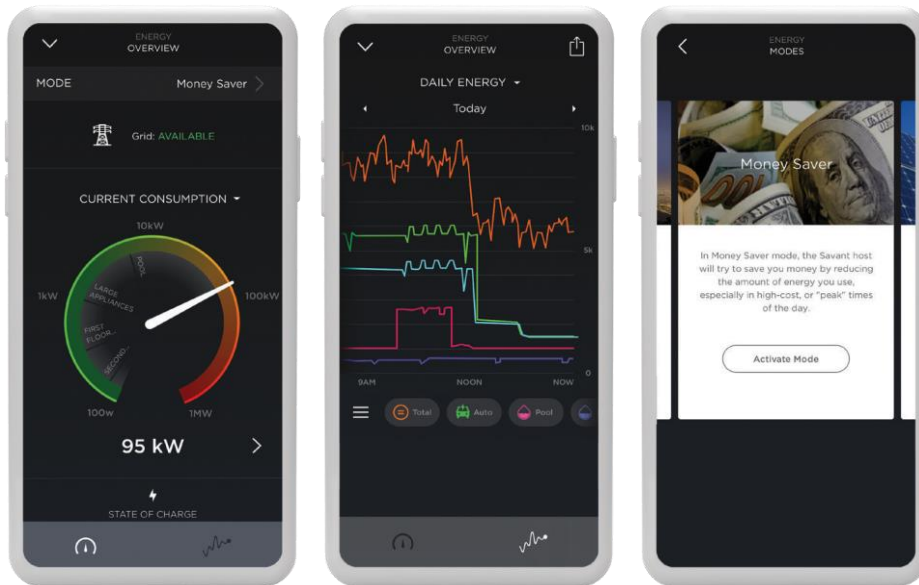 ENERGY
OVERVIEW
MODE
Money Saver
Grid: AVAILABLE
CURRENT CONSUMPTION
10kW
1kW
100kW
100w
1MW
POOL
LARGE
APPLIANCES
FIRST
FLOOR...
SECOND...
95 kW
STATE OF CHARGE
ENERGY
OVERVIEW
DAILY ENERGY
Today
10k
5k
0
9AM
NOON
NOW
Total
Auto
Pool
ENERGY
MODES
Money Saver
100
In Money Saver mode, the Savant host
will try to save you money by reducing
the amount of energy you use,
especially in high-cost, or "peak" times
of the day.
Activate Mode